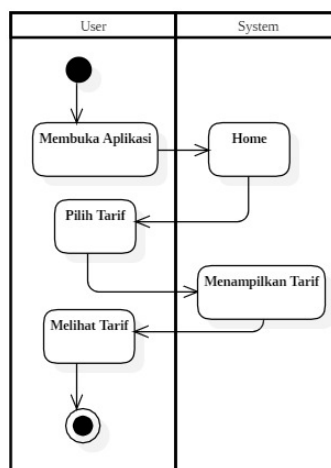 User
System
Membuka Aplikasi
Home
Pilih Tarif
Menampilkan Tarif
Melihat Tarif